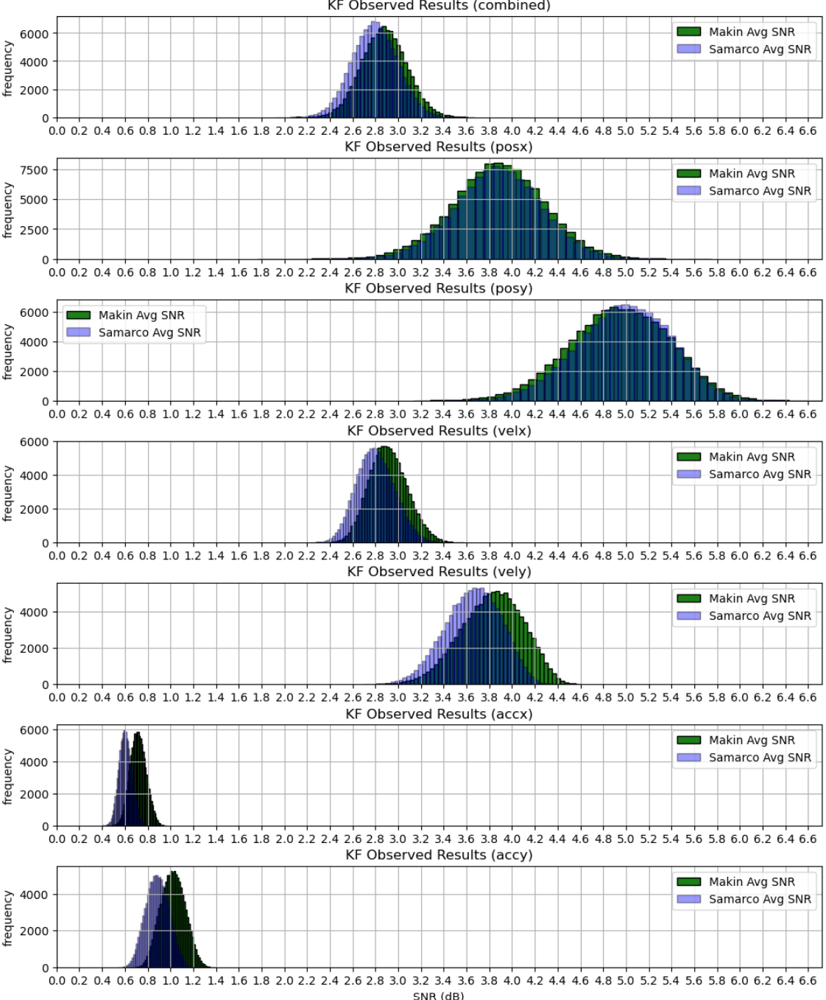 KF Observed Results (combined)
frequency
6000
4000
2000
0
Makin Avg SNR
Samarco Avg SNR
0.0 0.2 0.4 0.6 0.8 1.0 1.2 1.4 1.6 1.8 2.0 2.2 2.4 2.6 2.8 3.0 3.2 3.4 3.6 3.8 4.0 4.2 4.4 4.6 4.8 5.0 5.2 5.4 5.6 5.8 6.0 6.2 6.4 6.6
KF Observed Results (posx)
frequency
7500
5000
2500
0
Makin Avg SNR
Samarco Avg SNR
0.0 0.2 0.4 0.6 0.8 1.0 1.2 1.4 1.6 1.8 2.0 2.2 2.4 2.6 2.8 3.0 3.2 3.4 3.6 3.8 4.0 4.2 4.4 4.6 4.8 5.0 5.2 5.4 5.6 5.8 6.0 6.2 6.4 6.6
KF Observed Results (posy)
frequency
6000
4000
2000
0
Makin Avg SNR
Samarco Avg SNR
0.0 0.2 0.4 0.6 0.8 1.0 1.2 1.4 1.6 1.8 2.0 2.2 2.4 2.6 2.8 3.0 3.2 3.4 3.6 3.8 4.0 4.2 4.4 4.6 4.8 5.0 5.2 5.4 5.6 5.8 6.0 6.2 6.4 6.6
KF Observed Results (velx)
frequency
6000
4000
2000
0
Makin Avg SNR
Samarco Avg SNR
0.0 0.2 0.4 0.6 0.8 1.0 1.2 1.4 1.6 1.8 2.0 2.2 2.4 2.6 2.8 3.0 3.2 3.4 3.6 3.8 4.0 4.2 4.4 4.6 4.8 5.0 5.2 5.4 5.6 5.8 6.0 6.2 6.4 6.6
KF Observed Results (vely)
frequency
4000
2000
0
Makin Avg SNR
Samarco Avg SNR
0.0 0.2 0.4 0.6 0.8 1.0 1.2 1.4 1.6 1.8 2.0 2.2 2.4 2.6 2.8 3.0 3.2 3.4 3.6 3.8 4.0 4.2 4.4 4.6 4.8 5.0 5.2 5.4 5.6 5.8 6.0 6.2 6.4 6.6
KF Observed Results (accx)
frequency
6000
4000
2000
0
Makin Avg SNR
Samarco Avg SNR
0.0 0.2 0.4 0.6 0.8 1.0 1.2 1.4 1.6 1.8 2.0 2.2 2.4 2.6 2.8 3.0 3.2 3.4 3.6 3.8 4.0 4.2 4.4 4.6 4.8 5.0 5.2 5.4 5.6 5.8 6.0 6.2 6.4 6.6
KF Observed Results (accy)
frequency
4000
2000
0
Makin Avg SNR
Samarco Avg SNR
0.0 0.2 0.4 0.6 0.8 1.0 1.2 1.4 1.6 1.8 2.0 2.2 2.4 2.6 2.8 3.0 3.2 3.4 3.6 3.8 4.0 4.2 4.4 4.6 4.8 5.0 5.2 5.4 5.6 5.8 6.0 6.2 6.4 6.6
SNR (dB)